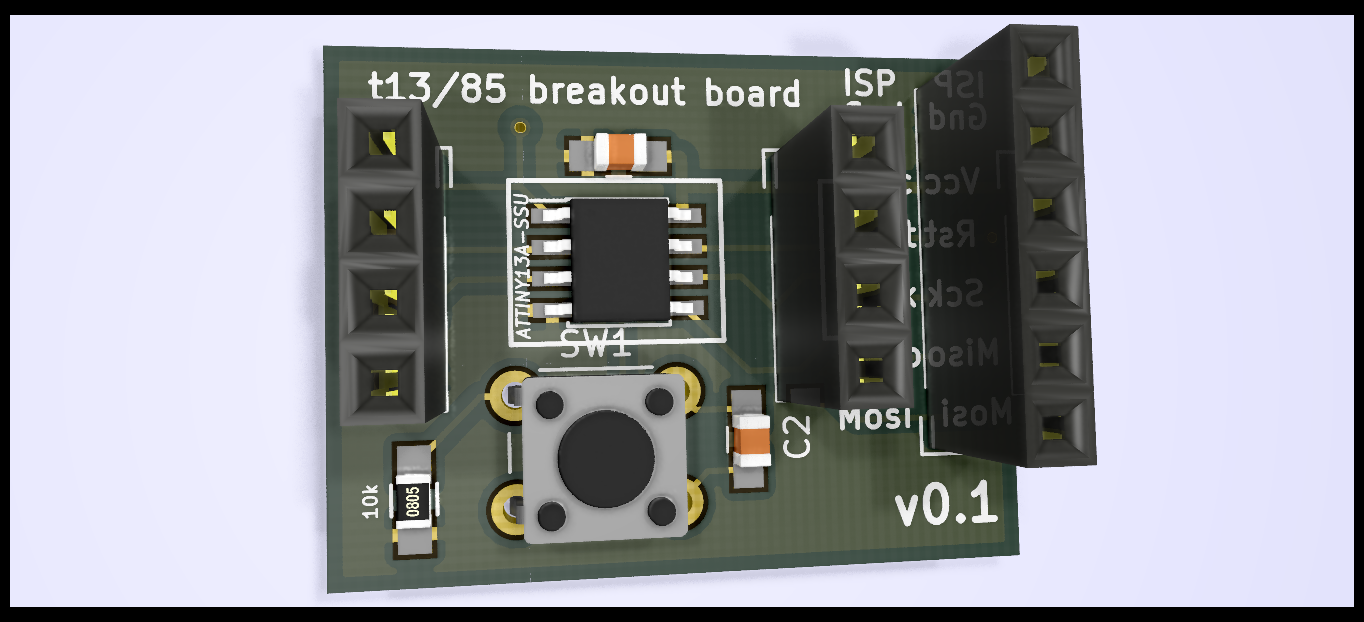 t13/85 breakout board
ISP
ATTINY13A-SSU
SW1
MOSI
C2
10k
0805
v0.1
ISP
Gnd
Vcc
Rst
Sck
Miso
Mosi